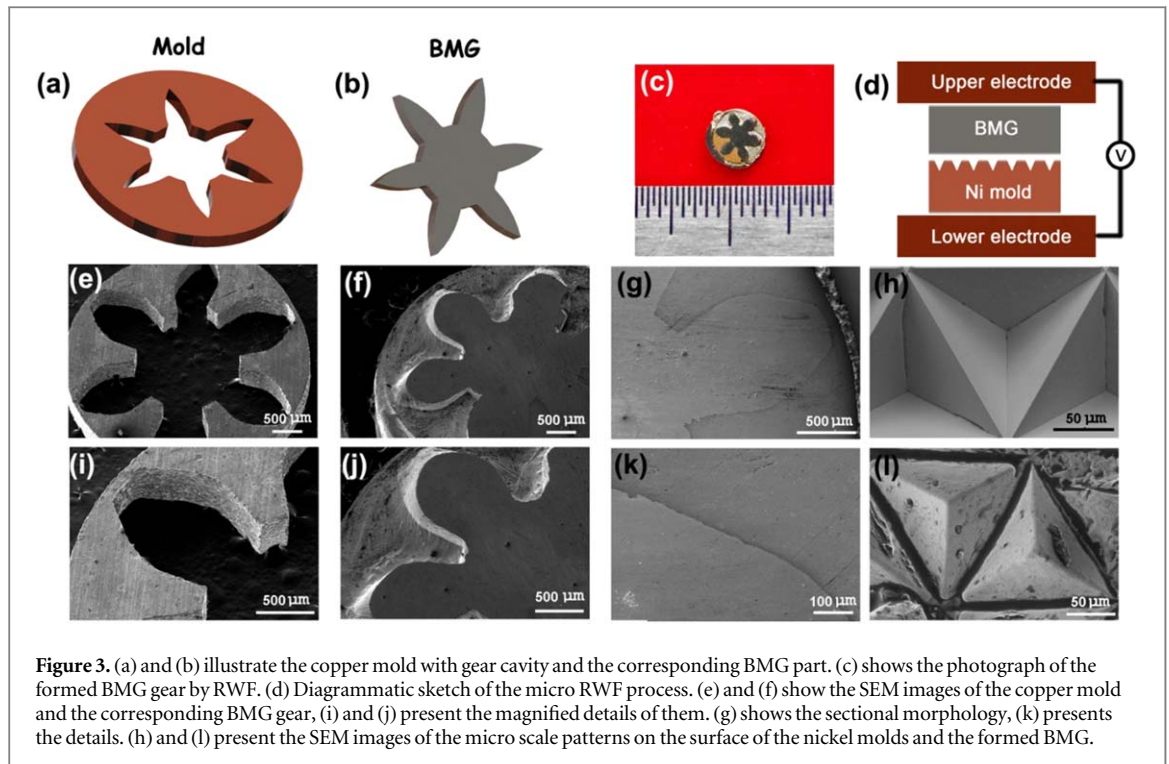 Mold
BMG
(a)
(b)
(c)
(d)
Upper electrode
BMG
V
Ni mold
Lower electrode
(e)
500 μm
(f)
500 μm
(g)
500 μm
(h)
50 μm
(i)
500 μm
(j)
500 μm
(k)
100 μm
(l)
50 μm
Figure 3. (a) and (b) illustrate the copper mold with gear cavity and the corresponding BMG part. (c) shows the photograph of the
formed BMG gear by RWF. (d) Diagrammatic sketch of the micro RWF process. (e) and (f) show the SEM images of the copper mold
and the corresponding BMG gear, (i) and (j) present the magnified details of them. (g) shows the sectional morphology, (k) presents
the details. (h) and (l) present the SEM images of the micro scale patterns on the surface of the nickel molds and the formed BMG.